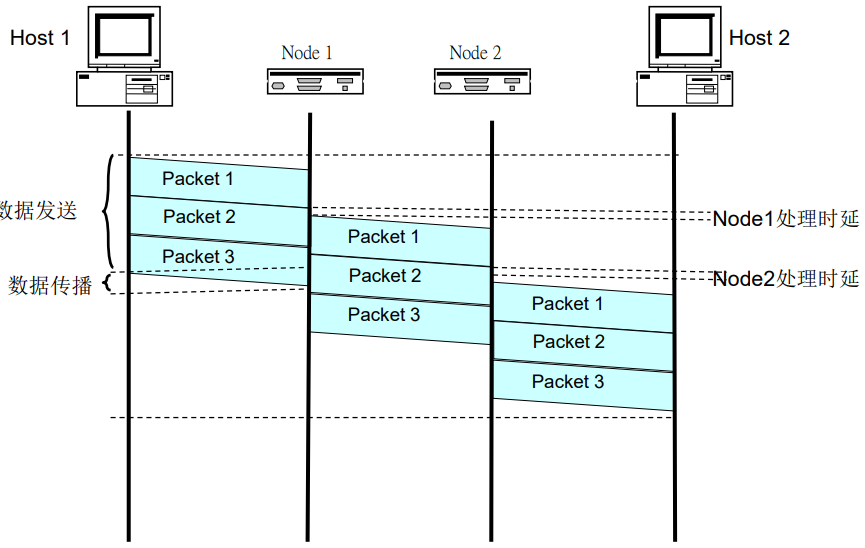 Host 1
Node 1
Node 2
Host 2
Packet 1
Packet 2
Packet 3
数据发送
数据传播
Packet 1
Packet 2
Packet 3
Packet 1
Packet 2
Packet 3
Node1处理时延
Node2处理时延